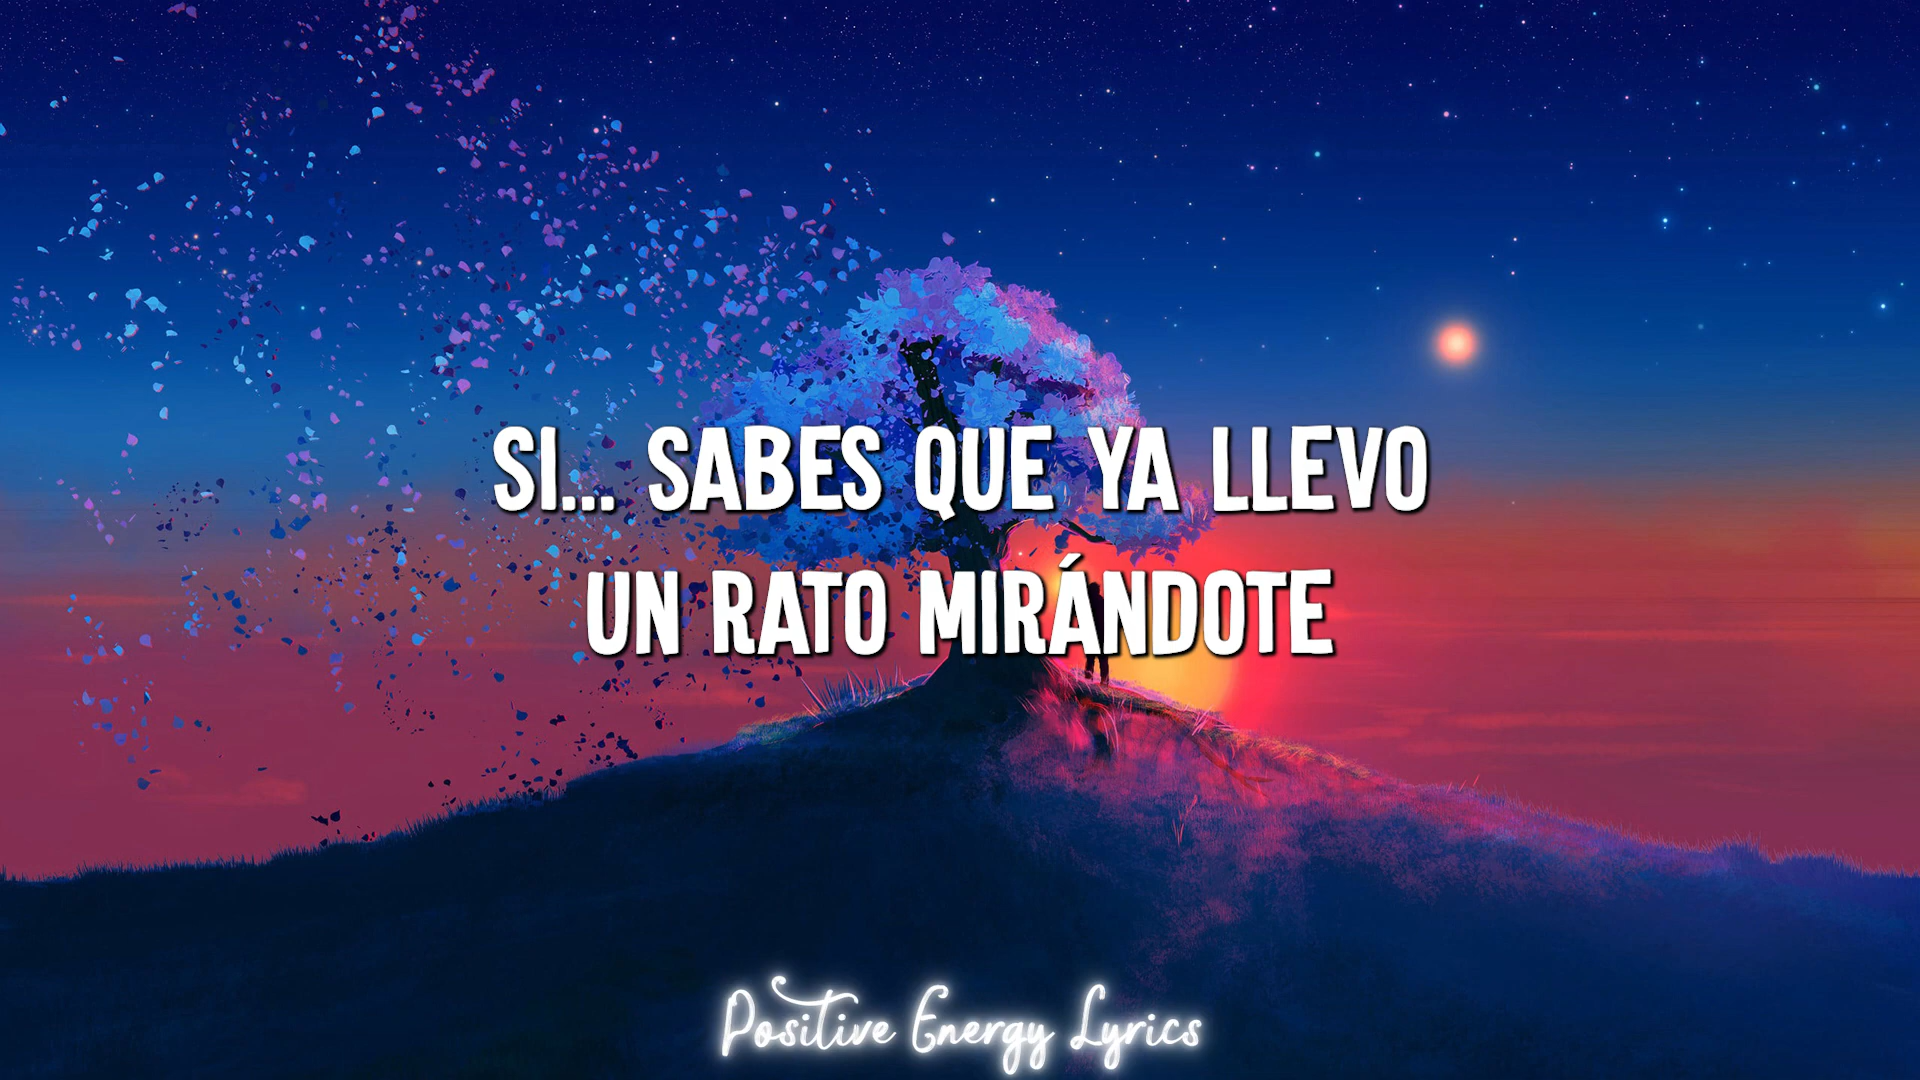 SI... SABES QUE YA LLEVO
UN RATO MIRÁNDOTE
Positive Energy Lyrics